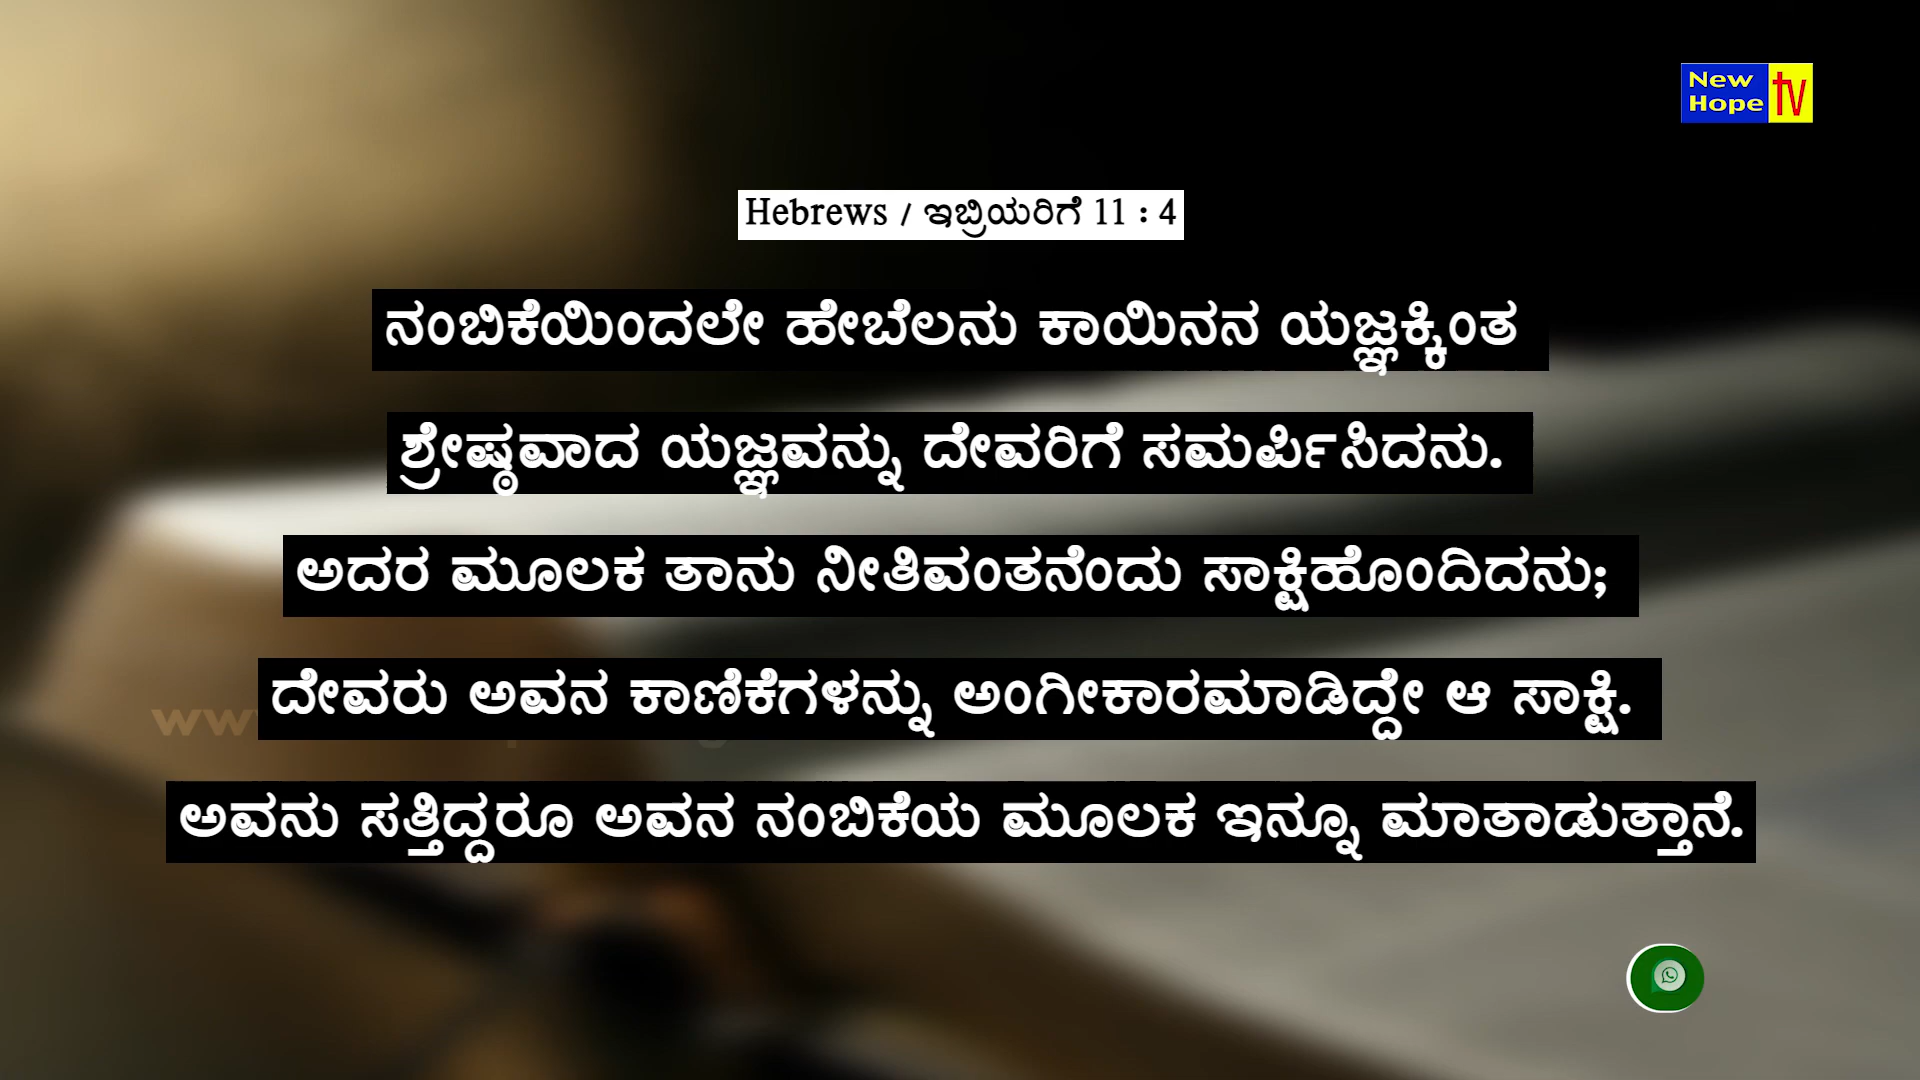 New
Hope
TV
Hebrews / ಇಬ್ರಿಯರಿಗೆ 11 : 4
ನಂಬಿಕೆಯಿಂದಲೇ ಹೇಬೆಲನು ಕಾಯಿನನ ಯಜ್ಞಕ್ಕಿಂತ
ಶ್ರೇಷ್ಠವಾದ ಯಜ್ಞವನ್ನು ದೇವರಿಗೆ ಸಮರ್ಪಿಸಿದನು.
ಅದರ ಮೂಲಕ ತಾನು ನೀತಿವಂತನೆಂದು ಸಾಕ್ಷಿಹೊಂದಿದನು;
ದೇವರು ಅವನ ಕಾಣಿಕೆಗಳನ್ನು ಅಂಗೀಕಾರಮಾಡಿದ್ದೇ ಆ ಸಾಕ್ಷಿ.
ಅವನು ಸತ್ತಿದ್ದರೂ ಅವನ ನಂಬಿಕೆಯ ಮೂಲಕ ಇನ್ನೂ ಮಾತಾಡುತ್ತಾನೆ.